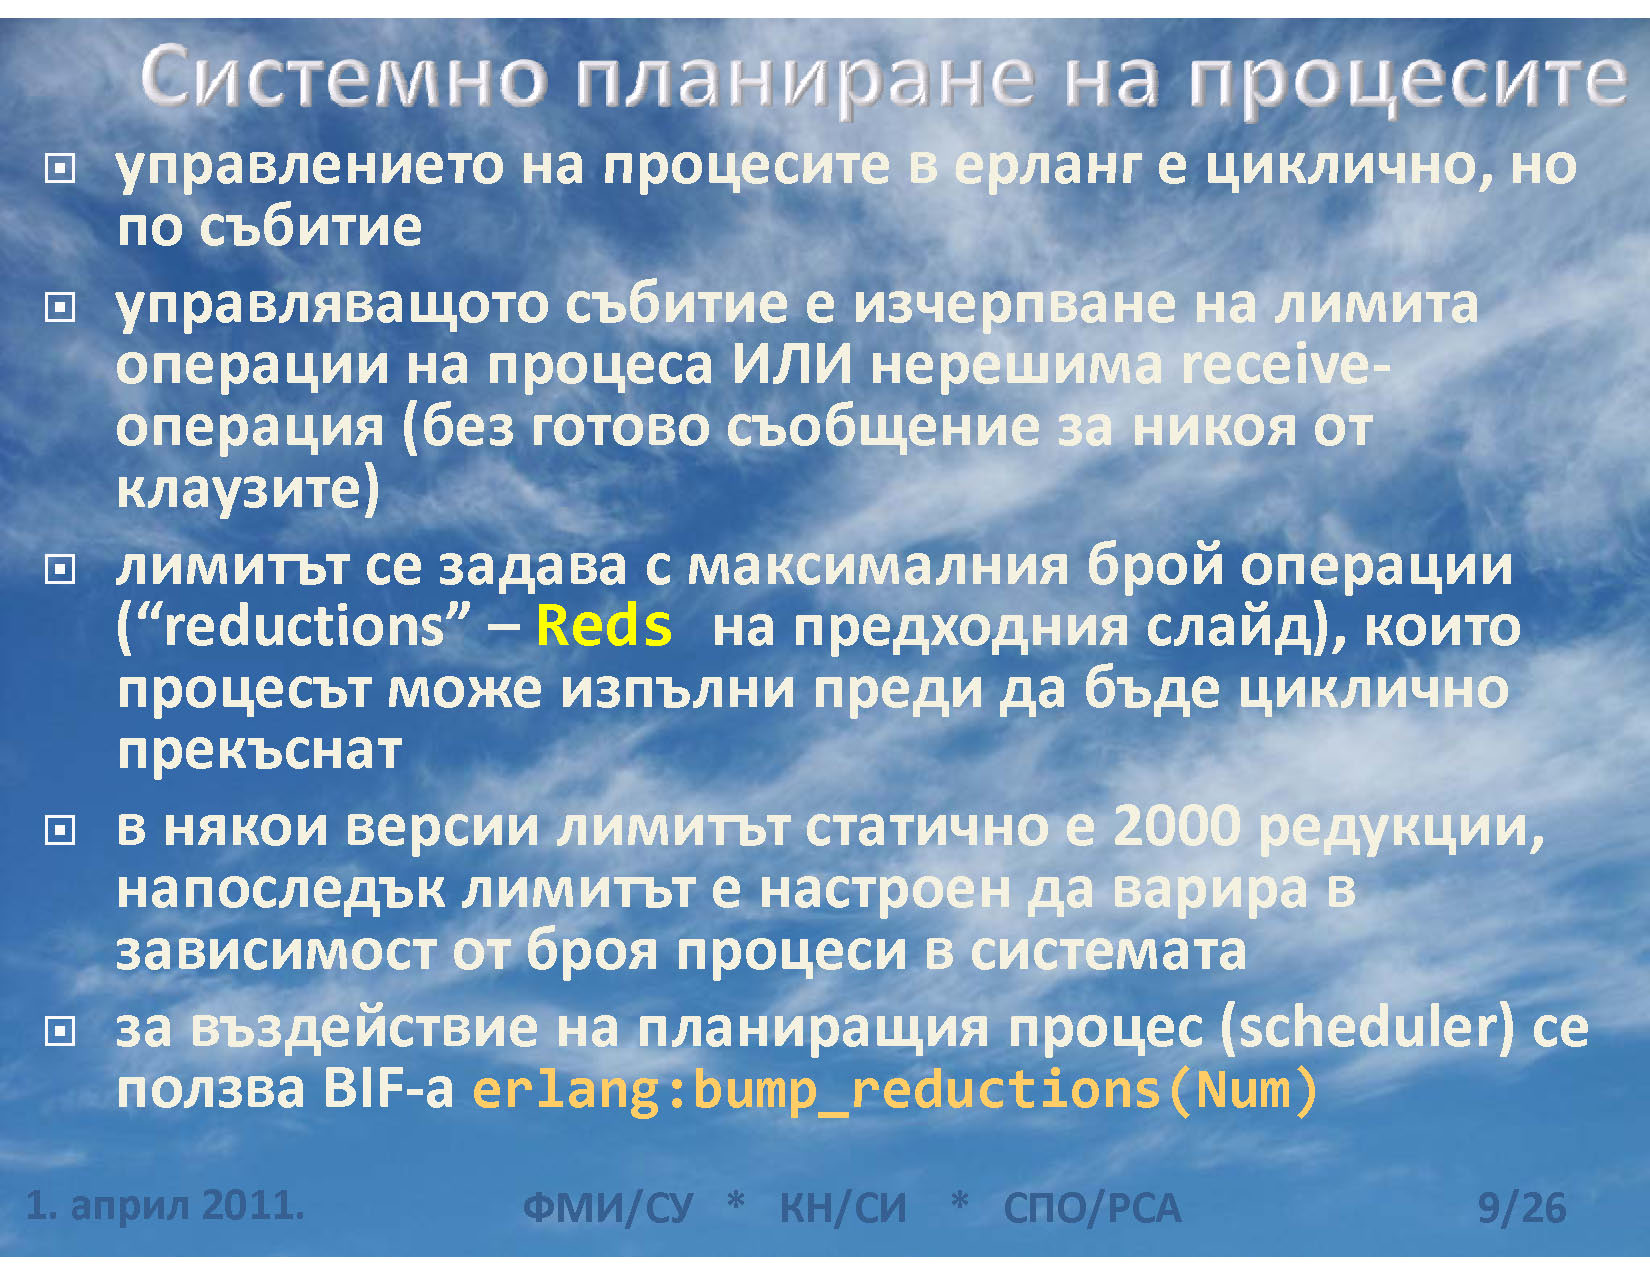 Системно планиране на процесите
управлението на процесите в ерланг е циклично, но
по събитие
управляващото събитие е изчерпване на лимита
операции на процеса ИЛИ нерешима receive-
операция (без готово съобщение за никоя от
клаузите)
лимитът се задава с максималния брой операции
(“reductions” – Reds на предходния слайд), които
процесът може изпълни преди да бъде циклично
прекъснат
в някои версии лимитът статично е 2000 редукции,
напоследък лимитът е настроен да варира в
зависимост от броя процеси в системата
за въздействие на планиращия процес (scheduler) се
ползва BIF-а erlang:bump_reductions(Num)
1. април 2011. ФМИ/СУ * КН/СИ * СПО/РСА 9/26